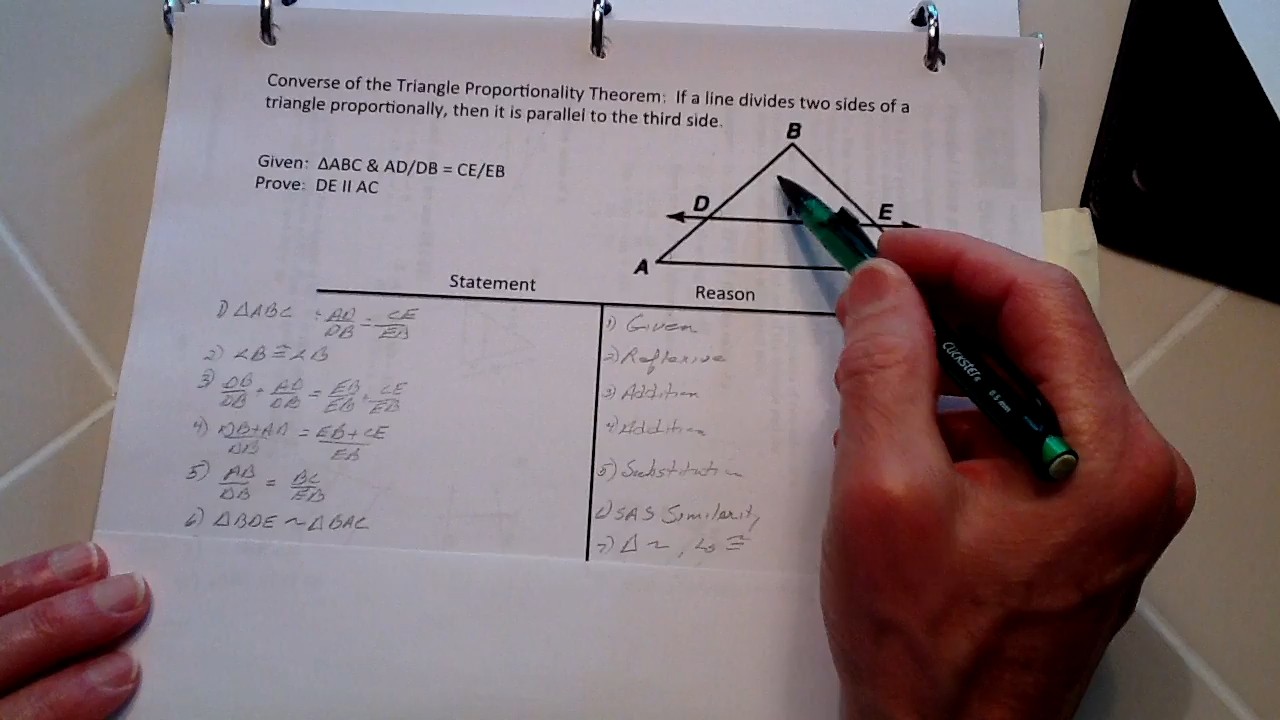 Converse of the Triangle Proportionality Theorem: If a line divides two sides of a
triangle proportionally, then it is parallel to the third side.
Given: ΔABC & AD/DB = CE/EB
Prove: DE II AC
B
D
E
A
Statement
Reason
1) ΔABC ; AD/DB = CE/EB
1) Given
2) ∠B ≅ ∠B
2) Reflexive
3) DB/DB + AD/DB = EB/EB + CE/EB
3) Addition
4) DB+AD/DB = EB+CE/EB
4) Addition
5) AB/DB = BC/EB
5) Substitution
6) ΔBDE ~ ΔBAC
6) SAS Similarity
7) Δ ~, ∠s ≅
CLICKSTER 0.5 mm